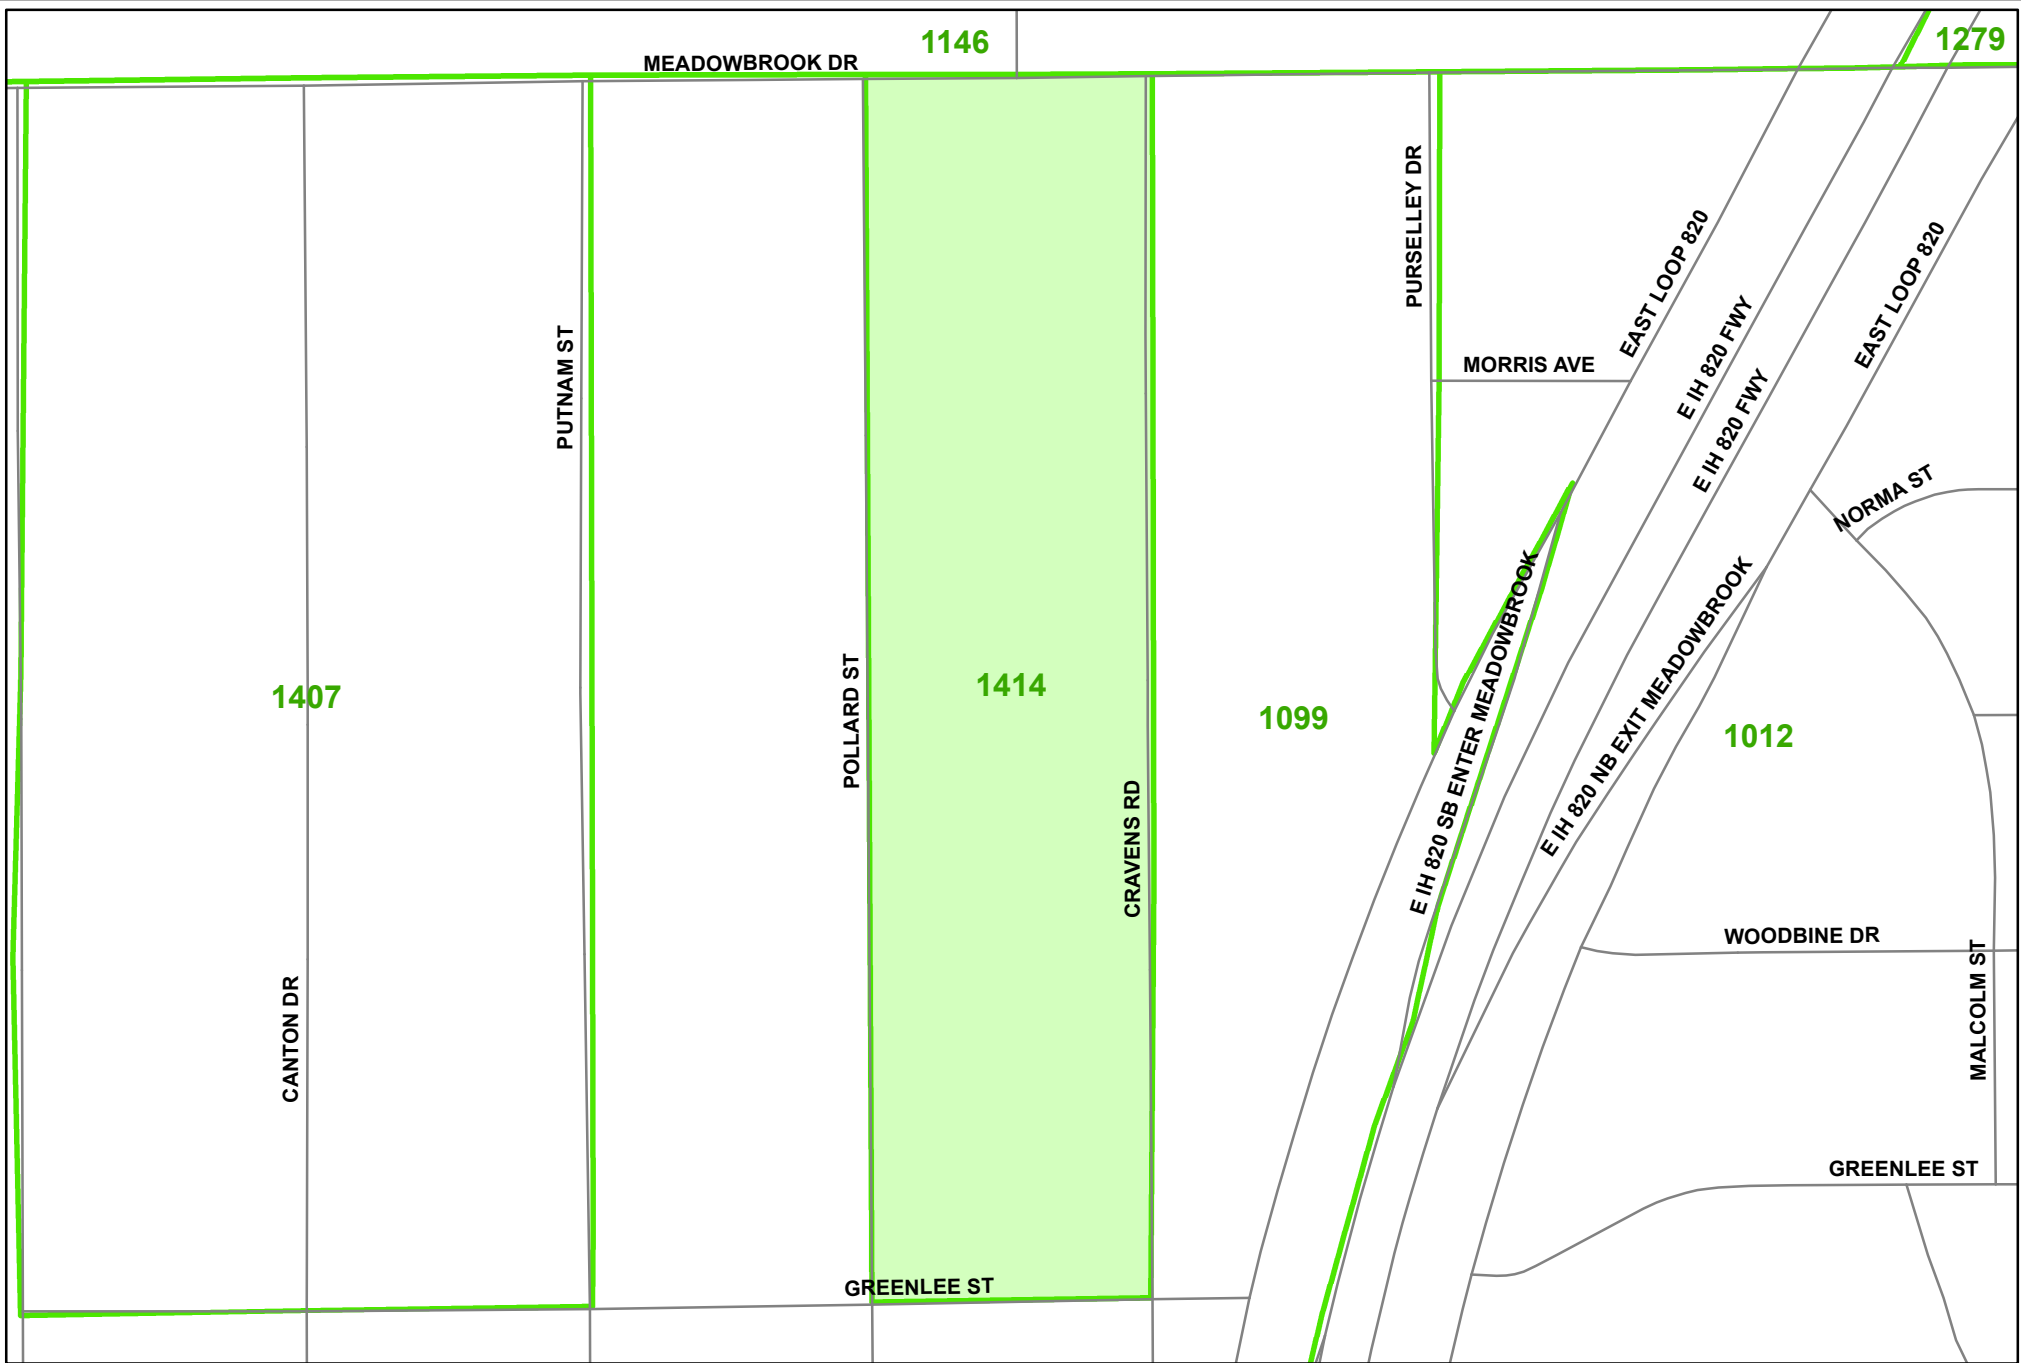 1146
1279
MEADOWBROOK DR
PURSELLEY DR
EAST LOOP 820
EAST LOOP 820
E IH 820 FWY
E IH 820 FWY
PUTNAM ST
MORRIS AVE
NORMA ST
E IH 820 SB ENTER MEADOWBROOK
E IH 820 NB EXIT MEADOWBROOK
POLLARD ST
1407
1414
1099
1012
CRAVENS RD
WOODBINE DR
MALCOLM ST
CANTON DR
GREENLEE ST
GREENLEE ST